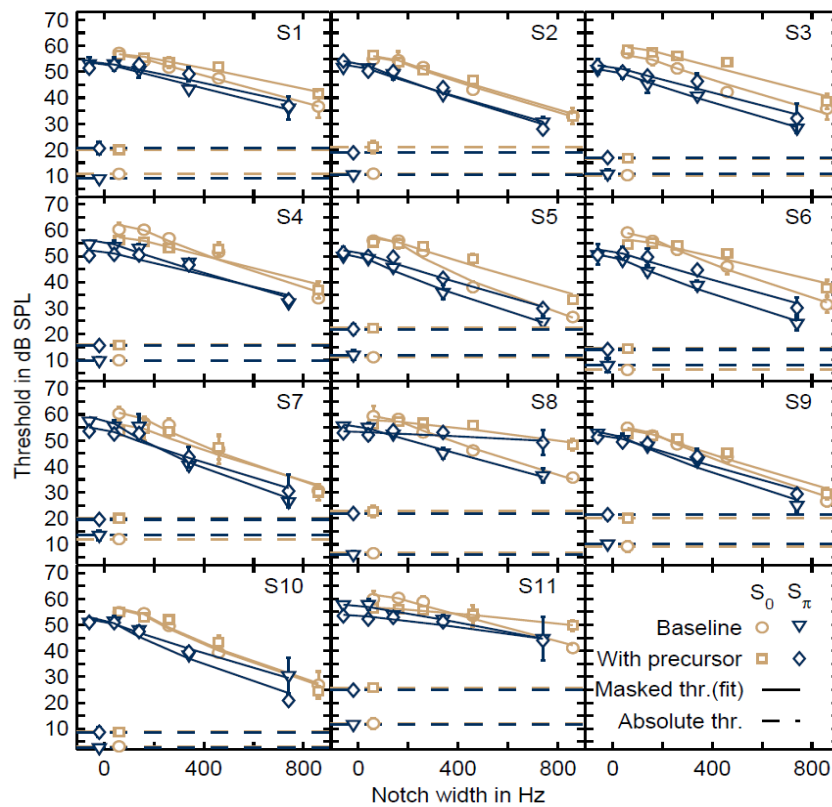 70 S1 S2 S3
60
50
40
30
20
10
70 S4 S5 S6
60
50
40
30
20
10
70 S7 S8 S9
60
50
40
30
20
10
70 S10 S11
60
50
40
30
20
10
Threshold in dB SPL
S0 Sπ
Baseline
With precursor
Masked thr.(fit)
Absolute thr.
0 400 800 0 400 800 0 400 800
Notch width in Hz